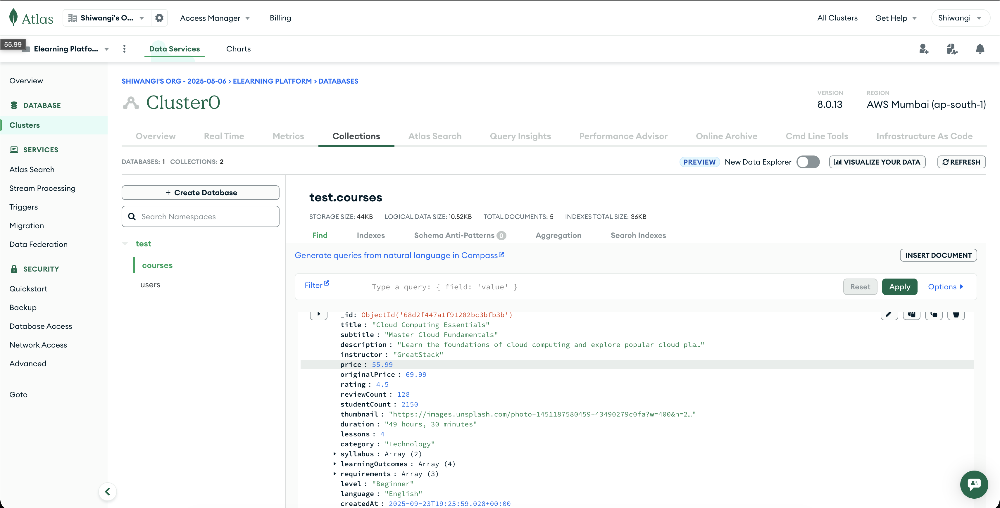 Atlas
Shiwangi's O...
Access Manager
Billing
All Clusters
Get Help
Shiwangi
55.99
Elearning Platfo...
Data Services
Charts
Overview
DATABASE
Clusters
SERVICES
Atlas Search
Stream Processing
Triggers
Migration
Data Federation
SECURITY
Quickstart
Backup
Database Access
Network Access
Advanced
Goto
SHIWANGI'S ORG - 2025-05-06 > ELEARNING PLATFORM > DATABASES
Cluster0
VERSION
8.0.13
REGION
AWS Mumbai (ap-south-1)
Overview
Real Time
Metrics
Collections
Atlas Search
Query Insights
Performance Advisor
Online Archive
Cmd Line Tools
Infrastructure As Code
DATABASES: 1 COLLECTIONS: 2
PREVIEW New Data Explorer
VISUALIZE YOUR DATA
REFRESH
+ Create Database
Search Namespaces
test
courses
users
test.courses
STORAGE SIZE: 44KB LOGICAL DATA SIZE: 10.52KB TOTAL DOCUMENTS: 5 INDEXES TOTAL SIZE: 36KB
Find
Indexes
Schema Anti-Patterns 0
Aggregation
Search Indexes
Generate queries from natural language in Compass
INSERT DOCUMENT
Filter
Type a query: { field: 'value' }
Reset
Apply
Options
_id: ObjectId('68d2f447a1f91282bc3bfb3b')
title : "Cloud Computing Essentials"
subtitle : "Master Cloud Fundamentals"
description : "Learn the foundations of cloud computing and explore popular cloud pla…"
instructor : "GreatStack"
price : 55.99
originalPrice : 69.99
rating : 4.5
reviewCount : 128
studentCount : 2150
thumbnail : "https://images.unsplash.com/photo-1451187580459-43490279c0fa?w=400&h=2…"
duration : "49 hours, 30 minutes"
lessons : 4
category : "Technology"
syllabus : Array (2)
learningOutcomes : Array (4)
requirements : Array (3)
level : "Beginner"
language : "English"
createdAt : 2025-09-23T19:25:59.028+00:00